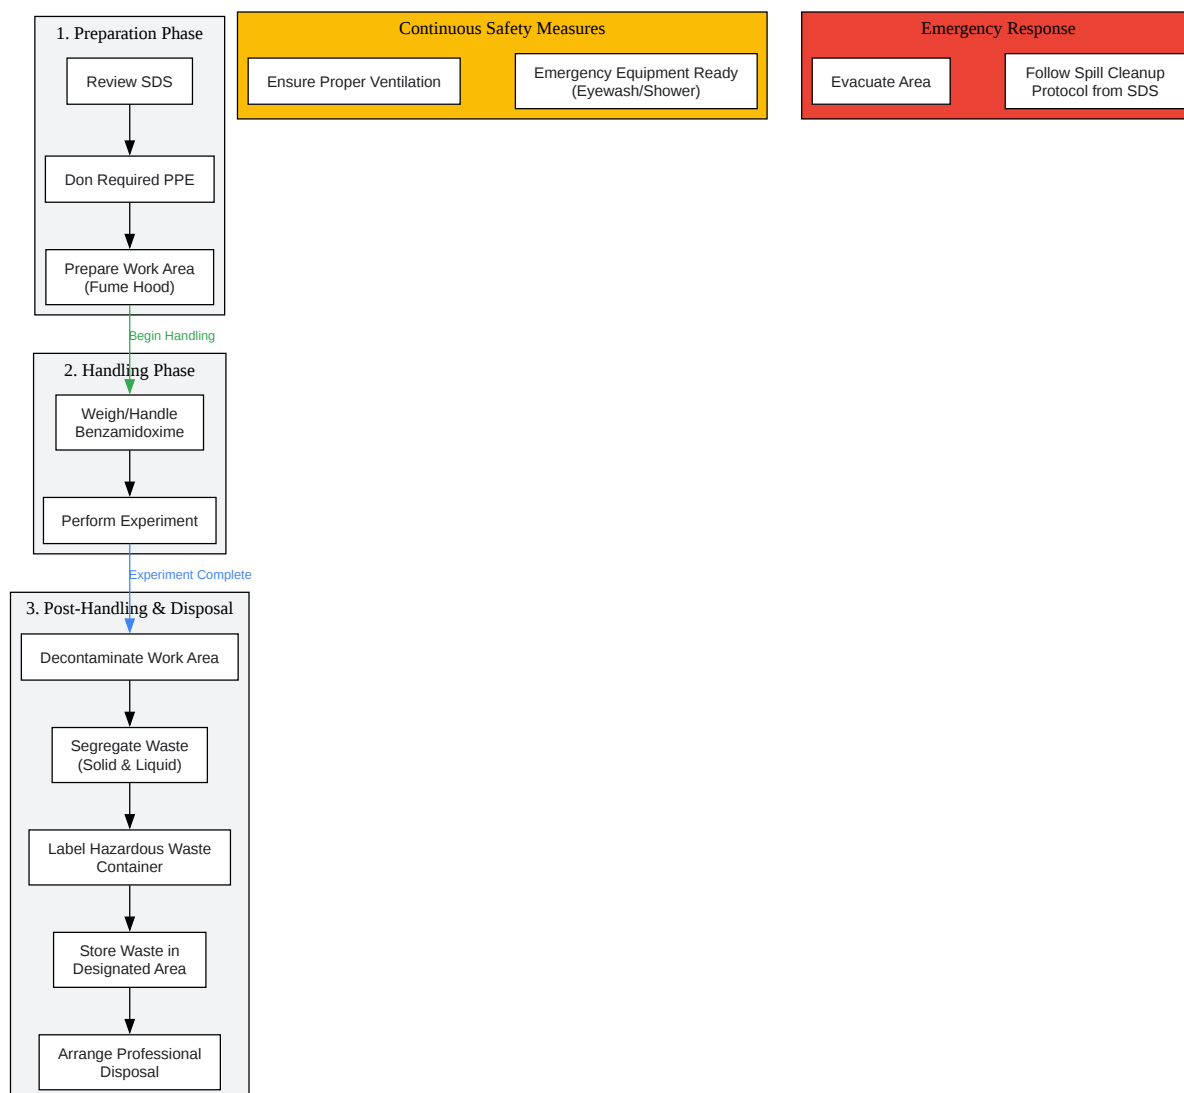 1. Preparation Phase
Review SDS
Don Required PPE
Prepare Work Area
(Fume Hood)
Begin Handling
2. Handling Phase
Weigh/Handle
Benzamidoxime
Perform Experiment
Experiment Complete
3. Post-Handling & Disposal
Decontaminate Work Area
Segregate Waste
(Solid & Liquid)
Label Hazardous Waste
Container
Store Waste in
Designated Area
Arrange Professional
Disposal
Continuous Safety Measures
Ensure Proper Ventilation
Emergency Equipment Ready
(Eyewash/Shower)
Emergency Response
Evacuate Area
Follow Spill Cleanup
Protocol from SDS